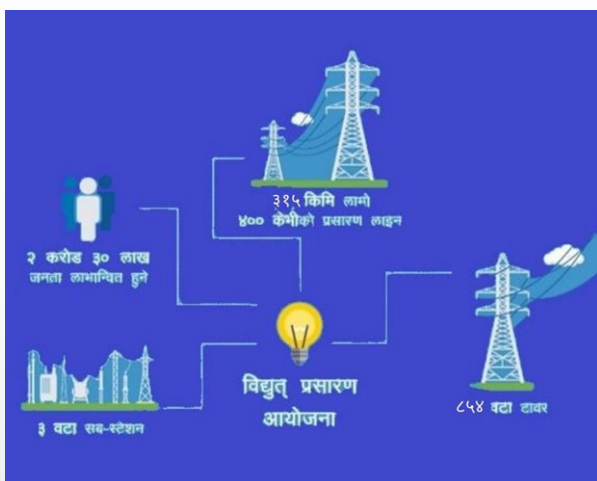 ३१५ किमि लामो
४०० केभीको प्रसारण लाइन
२ करोड ३० लाख
जनता लाभान्वित हुने
विद्युत् प्रसारण
आयोजना
८५४ वटा टावर
३ वटा सब-स्टेशन